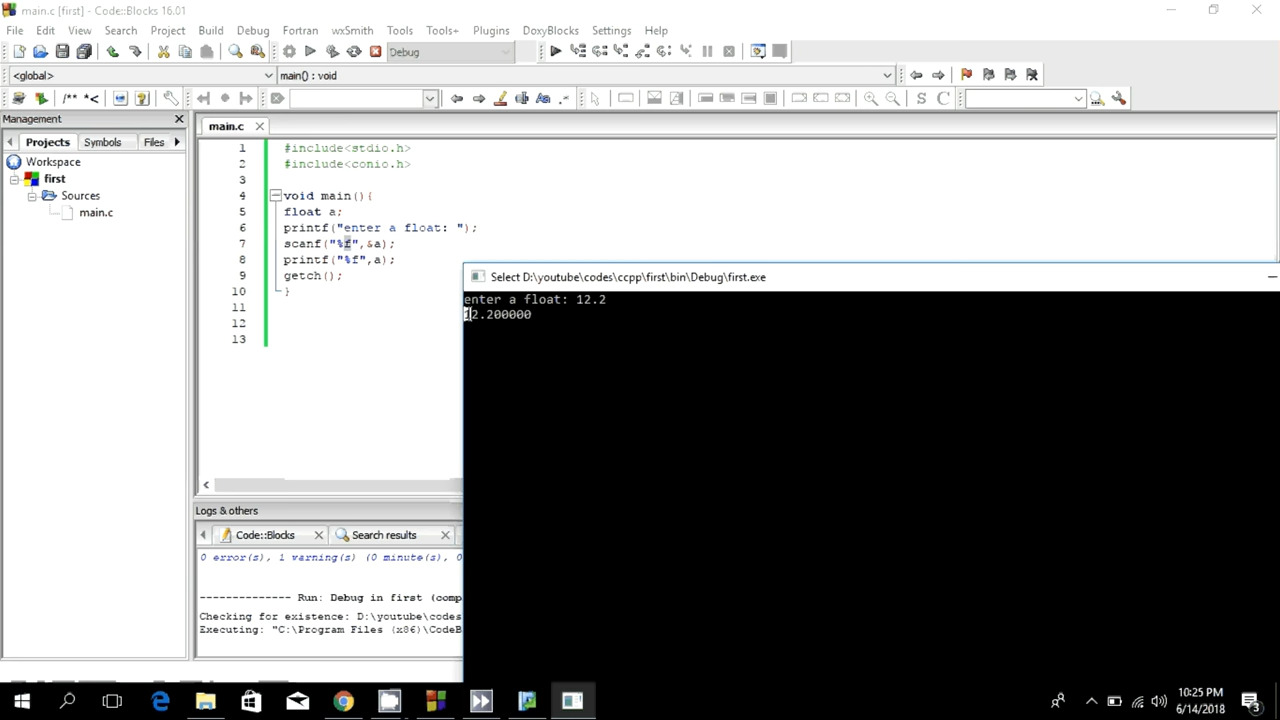 main.c [first] - Code::Blocks 16.01
File Edit View Search Project Build Debug Fortran wxSmith Tools Tools+ Plugins DoxyBlocks Settings Help
Debug
<global>
main() : void
/** *<
Management
main.c
Projects Symbols Files
Workspace
first
Sources
main.c
1 #include<stdio.h>
2 #include<conio.h>
3
4 void main(){
5 float a;
6 printf("enter a float: ");
7 scanf("%f",&a);
8 printf("%f",a);
9 getch();
10 }
11
12
13
Select D:\youtube\codes\ccpp\first\bin\Debug\first.exe
enter a float: 12.2
12.200000
Logs & others
Code::Blocks Search results
0 error(s), 1 warning(s) (0 minute(s), 0
-------------- Run: Debug in first (comp
Checking for existence: D:\youtube\codes
Executing: "C:\Program Files (x86)\CodeB
10:25 PM
6/14/2018